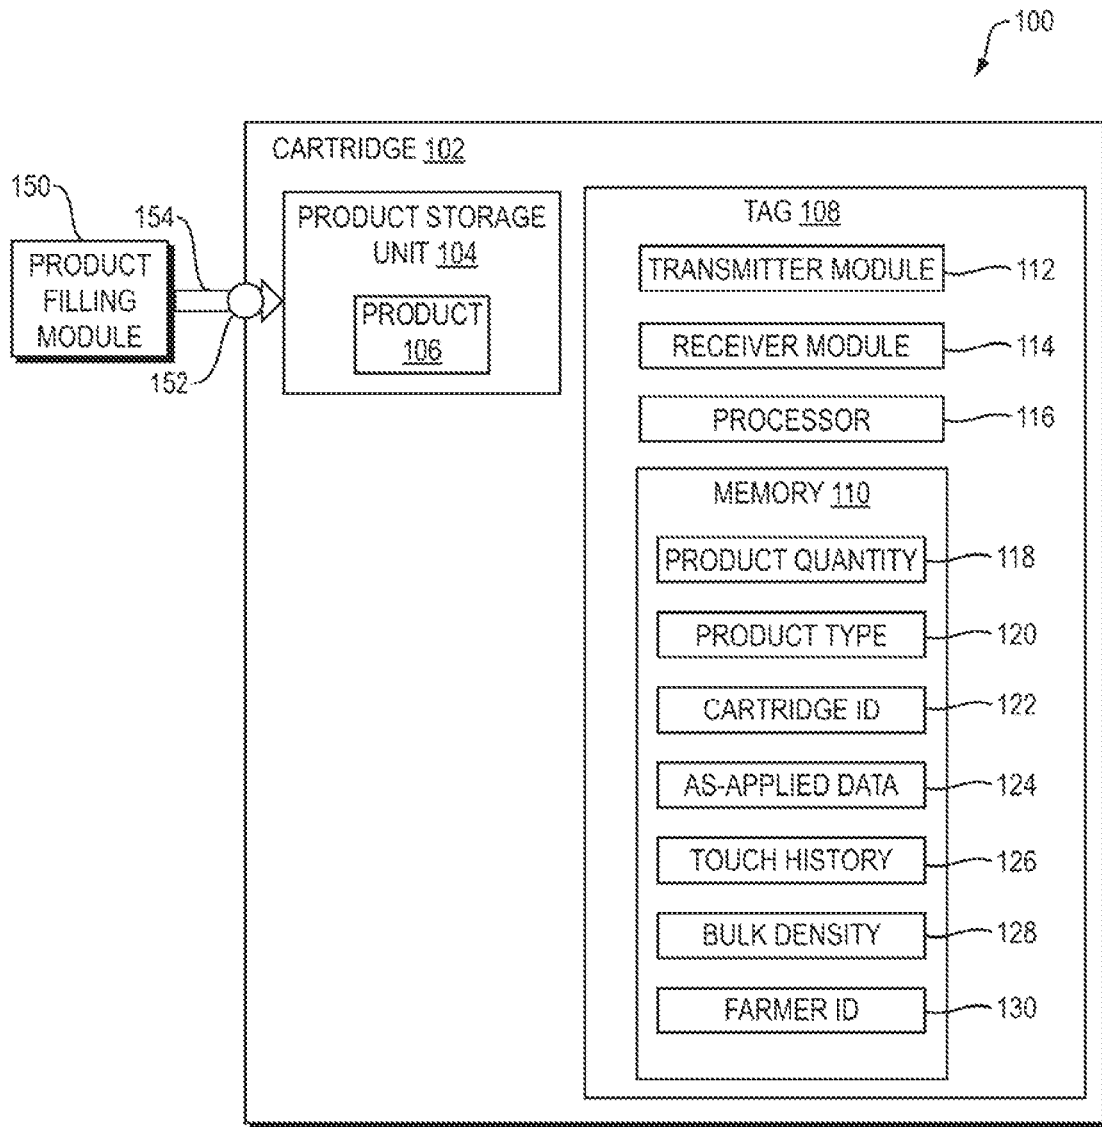 100
CARTRIDGE 102
150
154
PRODUCT
FILLING
MODULE
152
PRODUCT STORAGE
UNIT 104
PRODUCT
106
TAG 108
TRANSMITTER MODULE
112
RECEIVER MODULE
114
PROCESSOR
116
MEMORY 110
PRODUCT QUANTITY
118
PRODUCT TYPE
120
CARTRIDGE ID
122
AS-APPLIED DATA
124
TOUCH HISTORY
126
BULK DENSITY
128
FARMER ID
130